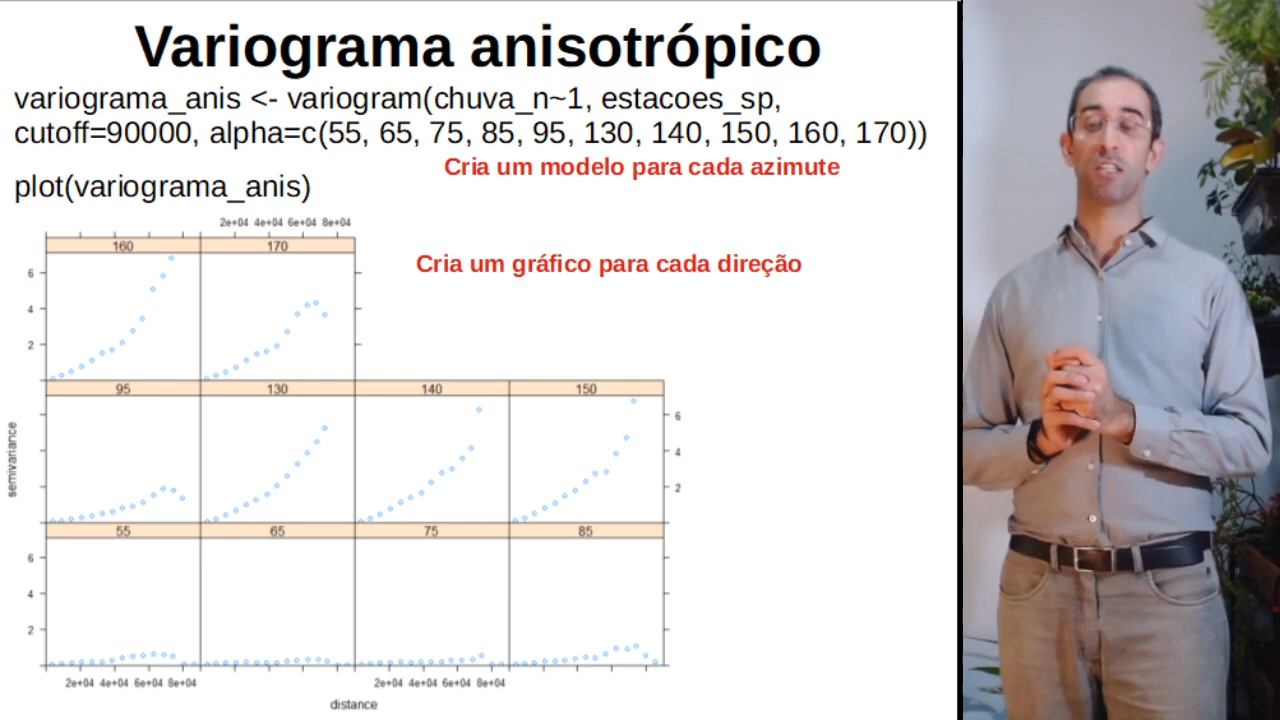 Variograma anisotrópico
variograma_anis <- variogram(chuva_n~1, estacoes_sp,
cutoff=90000, alpha=c(55, 65, 75, 85, 95, 130, 140, 150, 160, 170))
Cria um modelo para cada azimute
plot(variograma_anis)
2e+04 4e+04 6e+04 8e+04
160 170
Cria um gráfico para cada direção
6
4
2
95 130 140 150
6
4
2
semivariance
55 65 75 85
6
4
2
2e+04 4e+04 6e+04 8e+04 2e+04 4e+04 6e+04 8e+04
distance